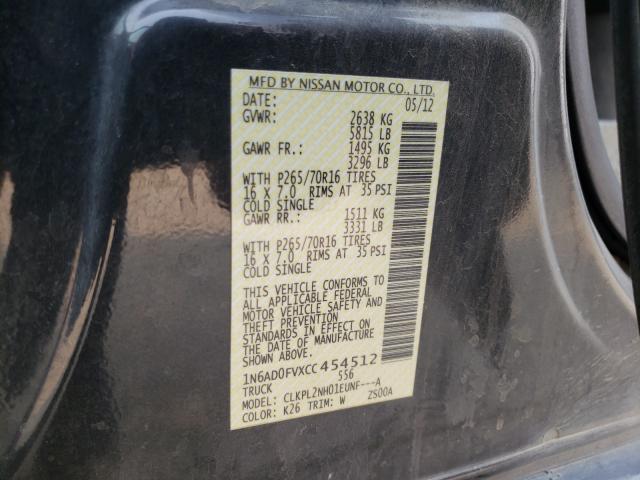 MFD BY NISSAN MOTOR CO., LTD.
DATE: 05/12
GVWR: 2638 KG
5815 LB
GAWR FR.: 1495 KG
3296 LB
WITH P265/70R16 TIRES
16 X 7.0 RIMS AT 35 PSI
COLD SINGLE
GAWR RR.: 1511 KG
3331 LB
WITH P265/70R16 TIRES
16 X 7.0 RIMS AT 35 PSI
COLD SINGLE
THIS VEHICLE CONFORMS TO
ALL APPLICABLE FEDERAL
MOTOR VEHICLE SAFETY AND
THEFT PREVENTION
STANDARDS IN EFFECT ON
THE DATE OF MANUFACTURE
SHOWN ABOVE.
1N6AD0FVXCC454512
TRUCK 556
MODEL: CLKPL2NH01EUNF---A
COLOR: K26 TRIM: W ZS00A